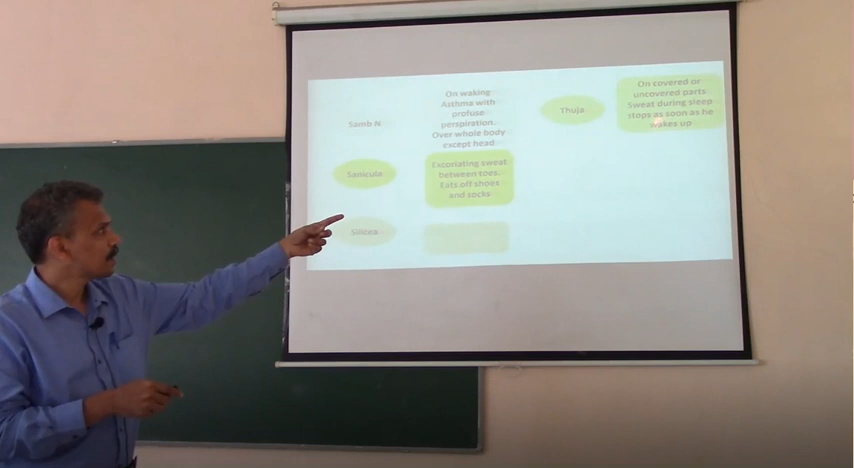 Samb N
On waking
Asthma with
profuse
perspiration.
Over whole body
except head
Sanicula
Excoriating sweat
between toes.
Eats off shoes
and socks
Silicea
Thuja
On covered or
uncovered parts
Sweat during sleep
stops as soon as he
wakes up